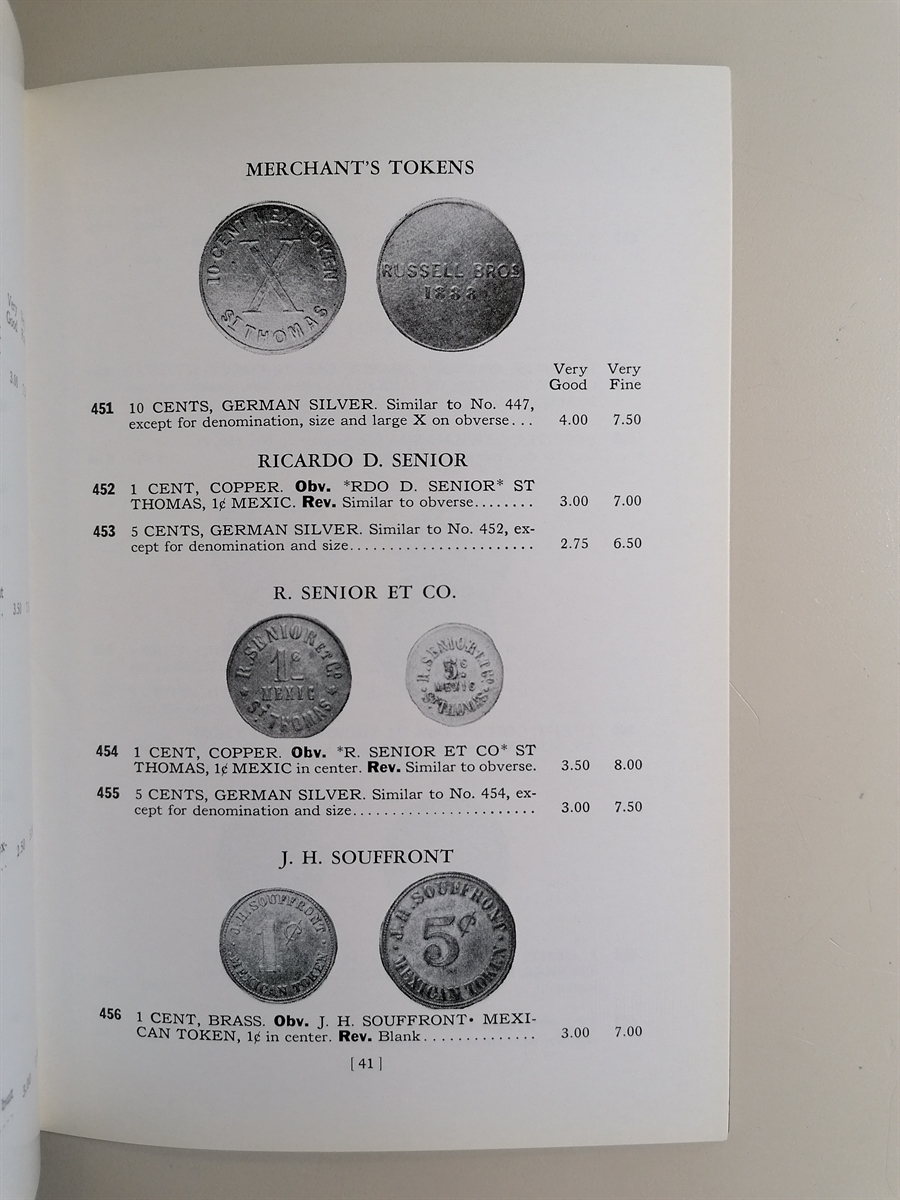 MERCHANT'S TOKENS
10 CENT MEX. TOKEN
X
ST THOMAS
RUSSELL BROS
1888
Very Very
Good Fine
451 10 CENTS, GERMAN SILVER. Similar to No. 447,
except for denomination, size and large X on obverse... 4.00 7.50
RICARDO D. SENIOR
452 1 CENT, COPPER. Obv. *RDO D. SENIOR* ST
THOMAS, 1¢ MEXIC. Rev. Similar to obverse........ 3.00 7.00
453 5 CENTS, GERMAN SILVER. Similar to No. 452, ex-
cept for denomination and size...................... 2.75 6.50
R. SENIOR ET CO.
R. SENIOR ET CO
1 C
MEXIC
ST THOMAS
R. SENIOR ET CO
5 C
MEXIC
ST THOMAS
454 1 CENT, COPPER. Obv. *R. SENIOR ET CO* ST
THOMAS, 1¢ MEXIC in center. Rev. Similar to obverse. 3.50 8.00
455 5 CENTS, GERMAN SILVER. Similar to No. 454, ex-
cept for denomination and size...................... 3.00 7.50
J. H. SOUFFRONT
J. H. SOUFFRONT
1¢
MEXICAN TOKEN
J. H. SOUFFRONT
5¢
MEXICAN TOKEN
456 1 CENT, BRASS. Obv. J. H. SOUFFRONT• MEXI-
CAN TOKEN, 1¢ in center. Rev. Blank.............. 3.00 7.00
[ 41 ]